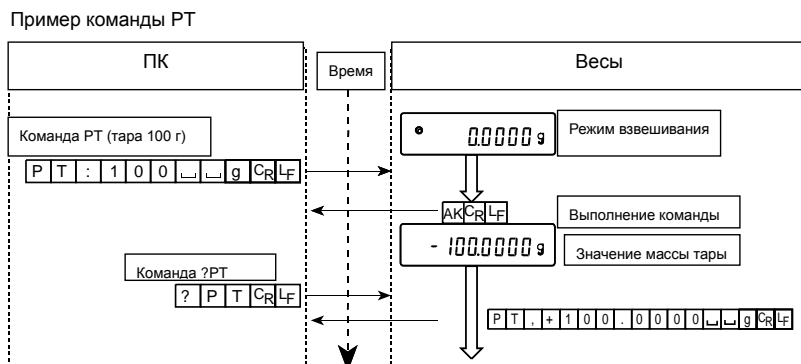 Пример команды PT
ПК
Время
Весы
0.0000 g
Режим взвешивания
Команда PT (тара 100 г)
P T : 1 0 0 ⎵ ⎵ g CR LF
AK CR LF
Выполнение команды
- 100.0000 g
Значение массы тары
Команда ?PT
? P T CR LF
P T , + 1 0 0 . 0 0 0 0 ⎵ ⎵ g CR LF